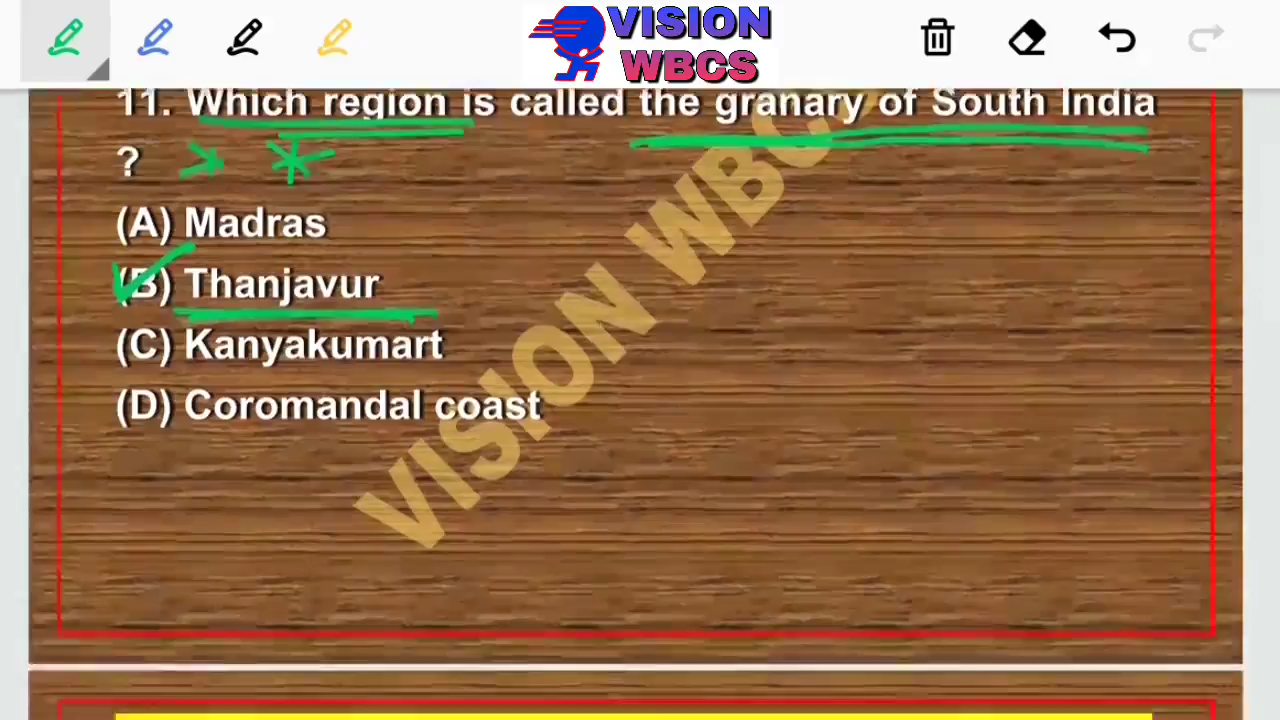 VISION
WBCS
11. Which region is called the granary of South India
?
(A) Madras
(B) Thanjavur
(C) Kanyakumart
(D) Coromandal coast
VISION WBCS